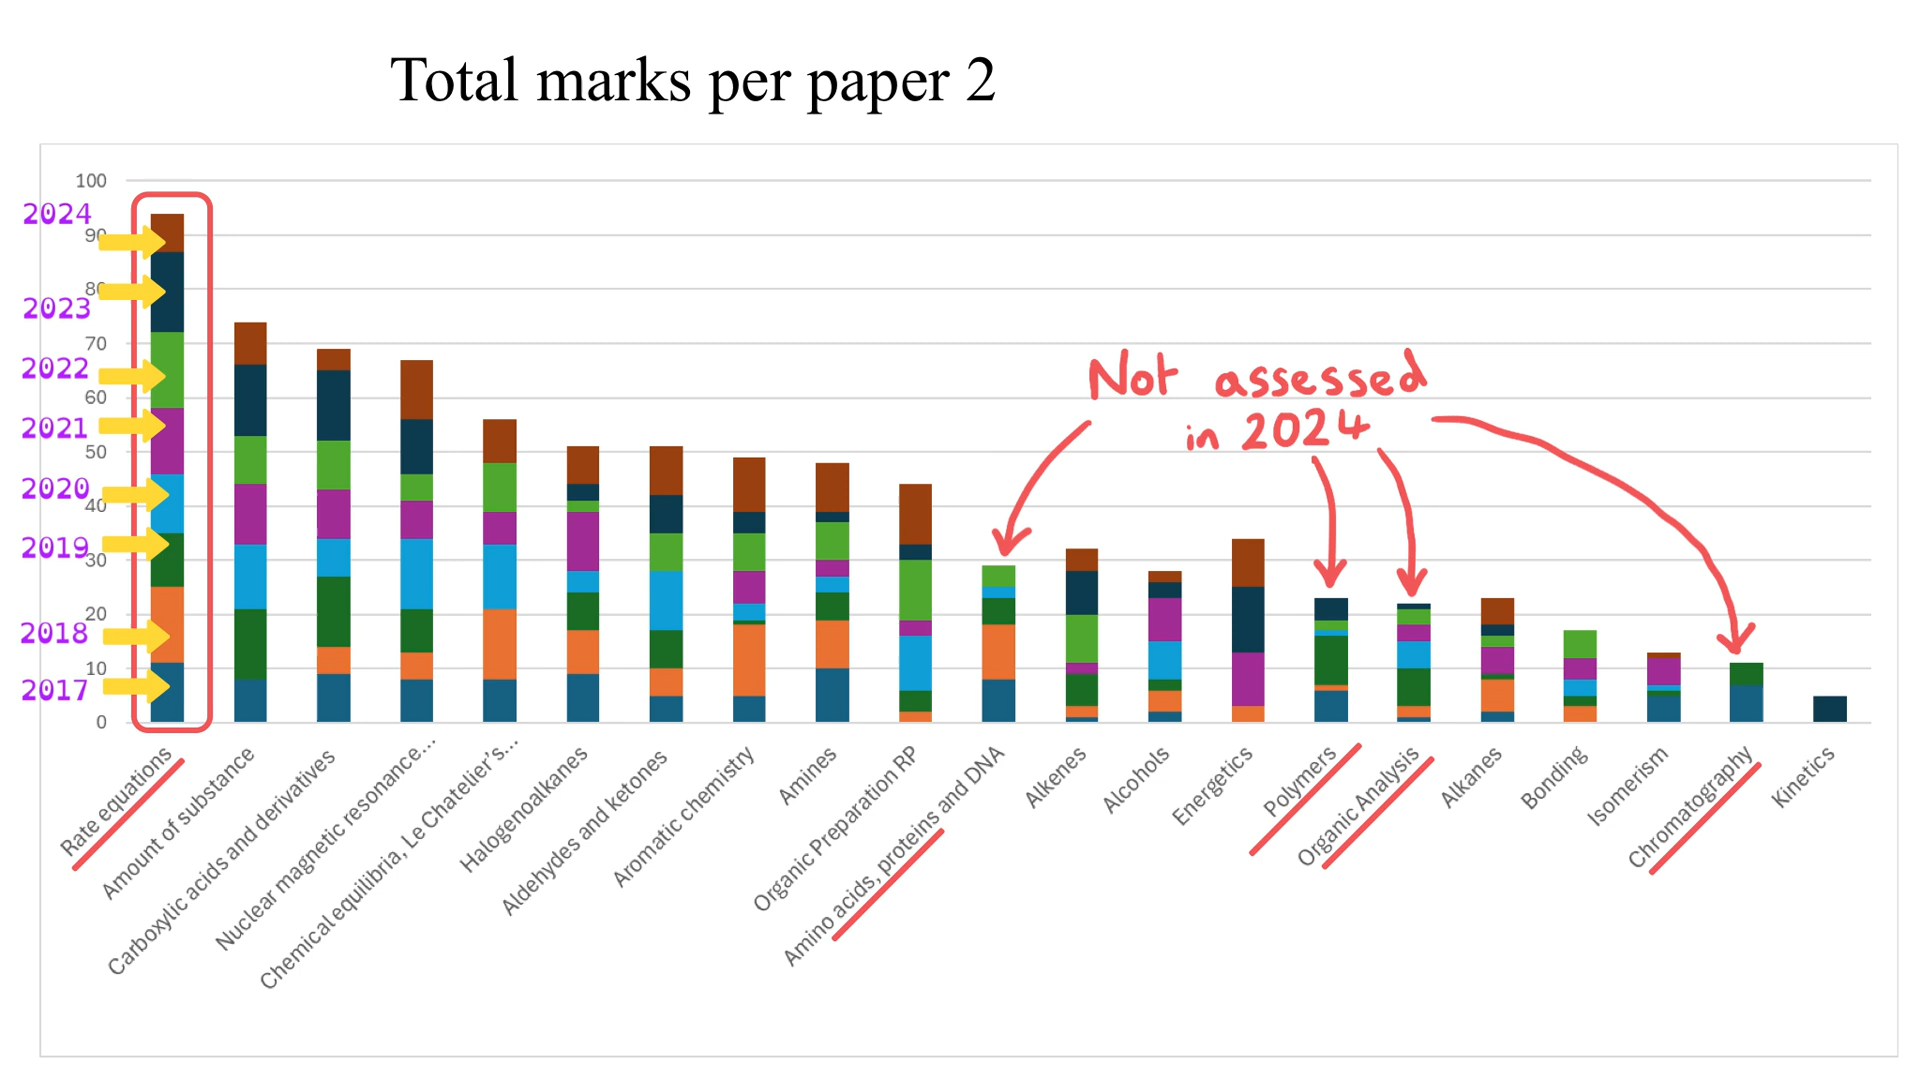 Total marks per paper 2
100
90
80
70
60
50
40
30
20
10
0
2024
2023
2022
2021
2020
2019
2018
2017
Not assessed
in 2024
Rate equations
Amount of substance
Carboxylic acids and derivatives
Nuclear magnetic resonance...
Chemical equilibria, Le Chatelier's...
Halogenoalkanes
Aldehydes and ketones
Aromatic chemistry
Amines
Organic Preparation RP
Amino acids, proteins and DNA
Alkenes
Alcohols
Energetics
Polymers
Organic Analysis
Alkanes
Bonding
Isomerism
Chromatography
Kinetics